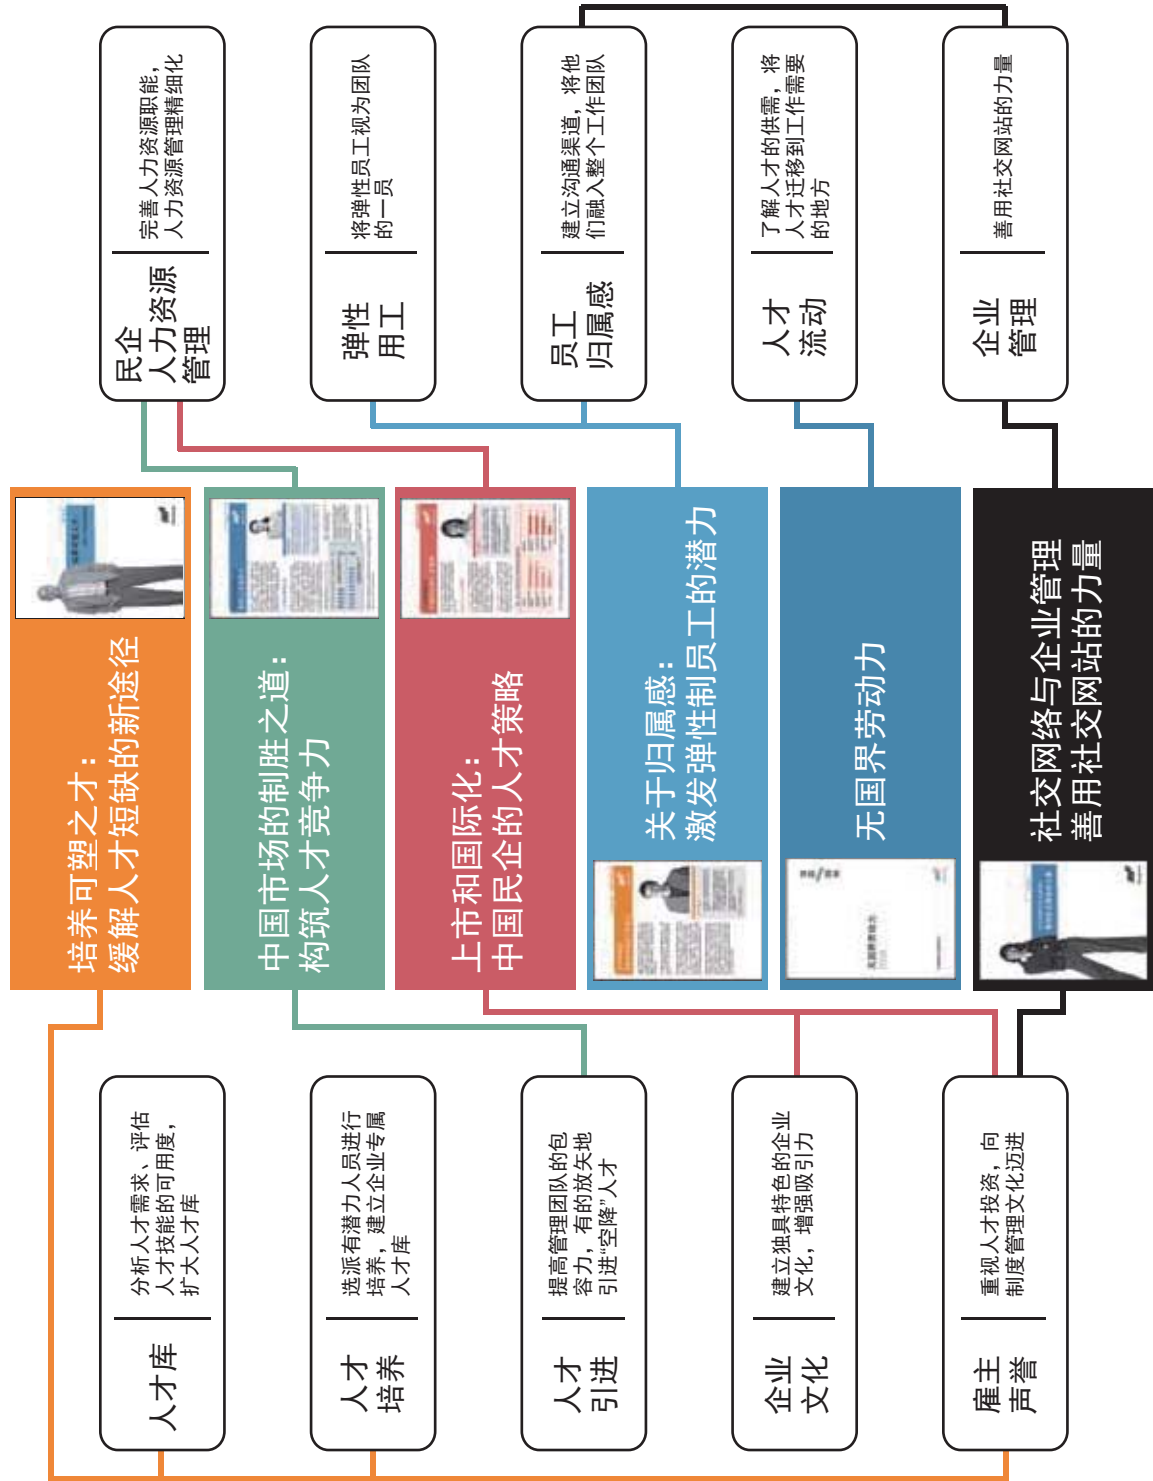 人才库
分析人才需求、评估
人才技能的可用度，
扩大人才库
人才
培养
选派有潜力人员进行
培养，建立企业专属
人才库
人才
引进
提高管理团队的包
容力，有的放矢地
引进“空降”人才
企业
文化
建立独具特色的企业
文化，增强吸引力
雇主
声誉
重视人才投资，向
制度管理文化迈进
培养可塑之才：
缓解人才短缺的新途径
中国市场的制胜之道：
构筑人才竞争力
上市和国际化：
中国民企的人才策略
关于归属感：
激发弹性制员工的潜力
无国界劳动力
社交网络与企业管理
善用社交网站的力量
民企
人力资源
管理
完善人力资源职能，
人力资源管理精细化
弹性
用工
将弹性员工视为团队
的一员
员工
归属感
建立沟通渠道，将他
们融入整个工作团队
人才
流动
了解人才的供需，将
人才迁移到工作需要
的地方
企业
管理
善用社交网站的力量